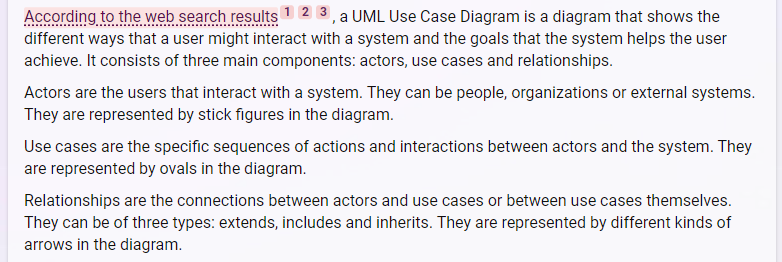 According to the web search results 1 2 3 , a UML Use Case Diagram is a diagram that shows the
different ways that a user might interact with a system and the goals that the system helps the user
achieve. It consists of three main components: actors, use cases and relationships.
Actors are the users that interact with a system. They can be people, organizations or external systems.
They are represented by stick figures in the diagram.
Use cases are the specific sequences of actions and interactions between actors and the system. They
are represented by ovals in the diagram.
Relationships are the connections between actors and use cases or between use cases themselves.
They can be of three types: extends, includes and inherits. They are represented by different kinds of
arrows in the diagram.